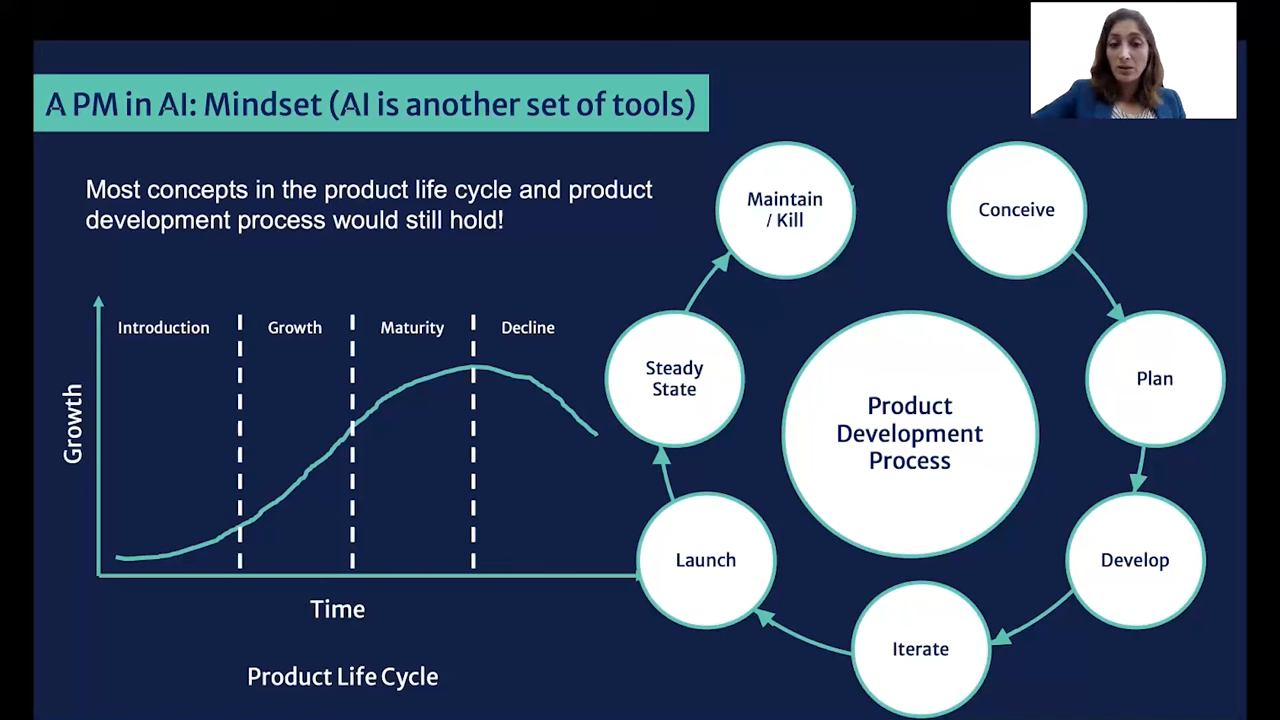 A PM in AI: Mindset (AI is another set of tools)
Most concepts in the product life cycle and product
development process would still hold!
Introduction
Growth
Maturity
Decline
Growth
Time
Product Life Cycle
Conceive
Plan
Develop
Iterate
Launch
Steady
State
Maintain
/ Kill
Product
Development
Process